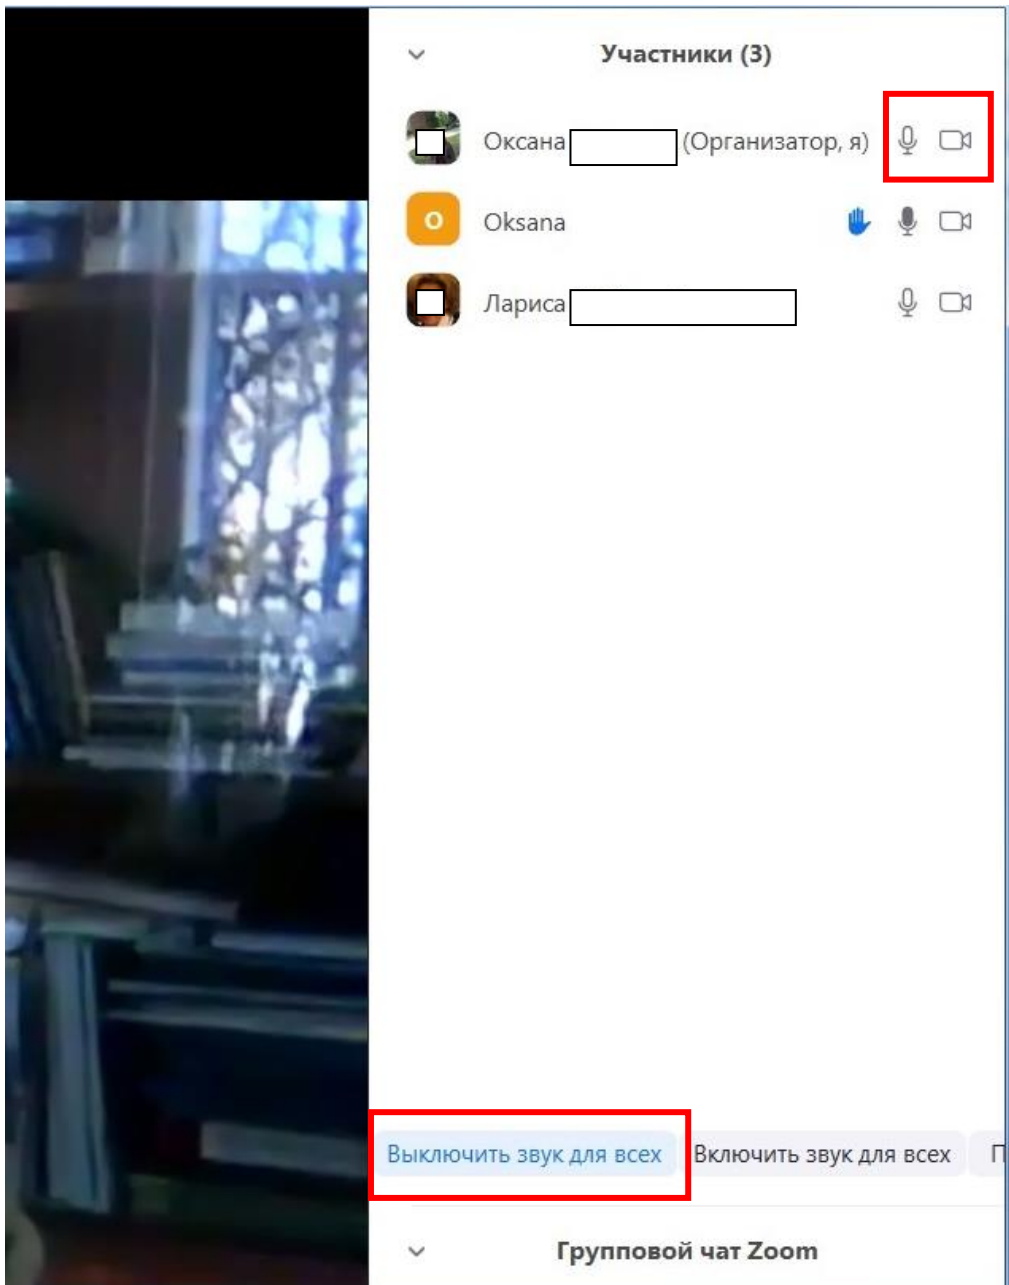 Участники (3)
Оксана (Организатор, я)
O Oksana
Лариса
Выключить звук для всех Включить звук для всех П
Групповой чат Zoom